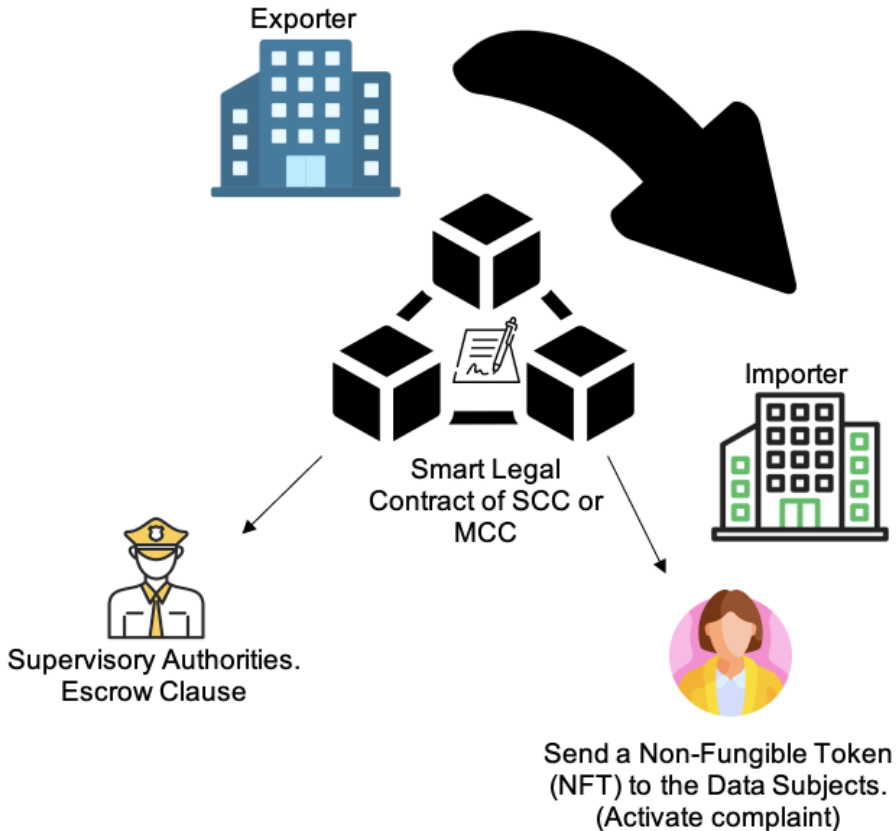 Exporter
Importer
Smart Legal
Contract of SCC or
MCC
Supervisory Authorities.
Escrow Clause
Send a Non-Fungible Token
(NFT) to the Data Subjects.
(Activate complaint)